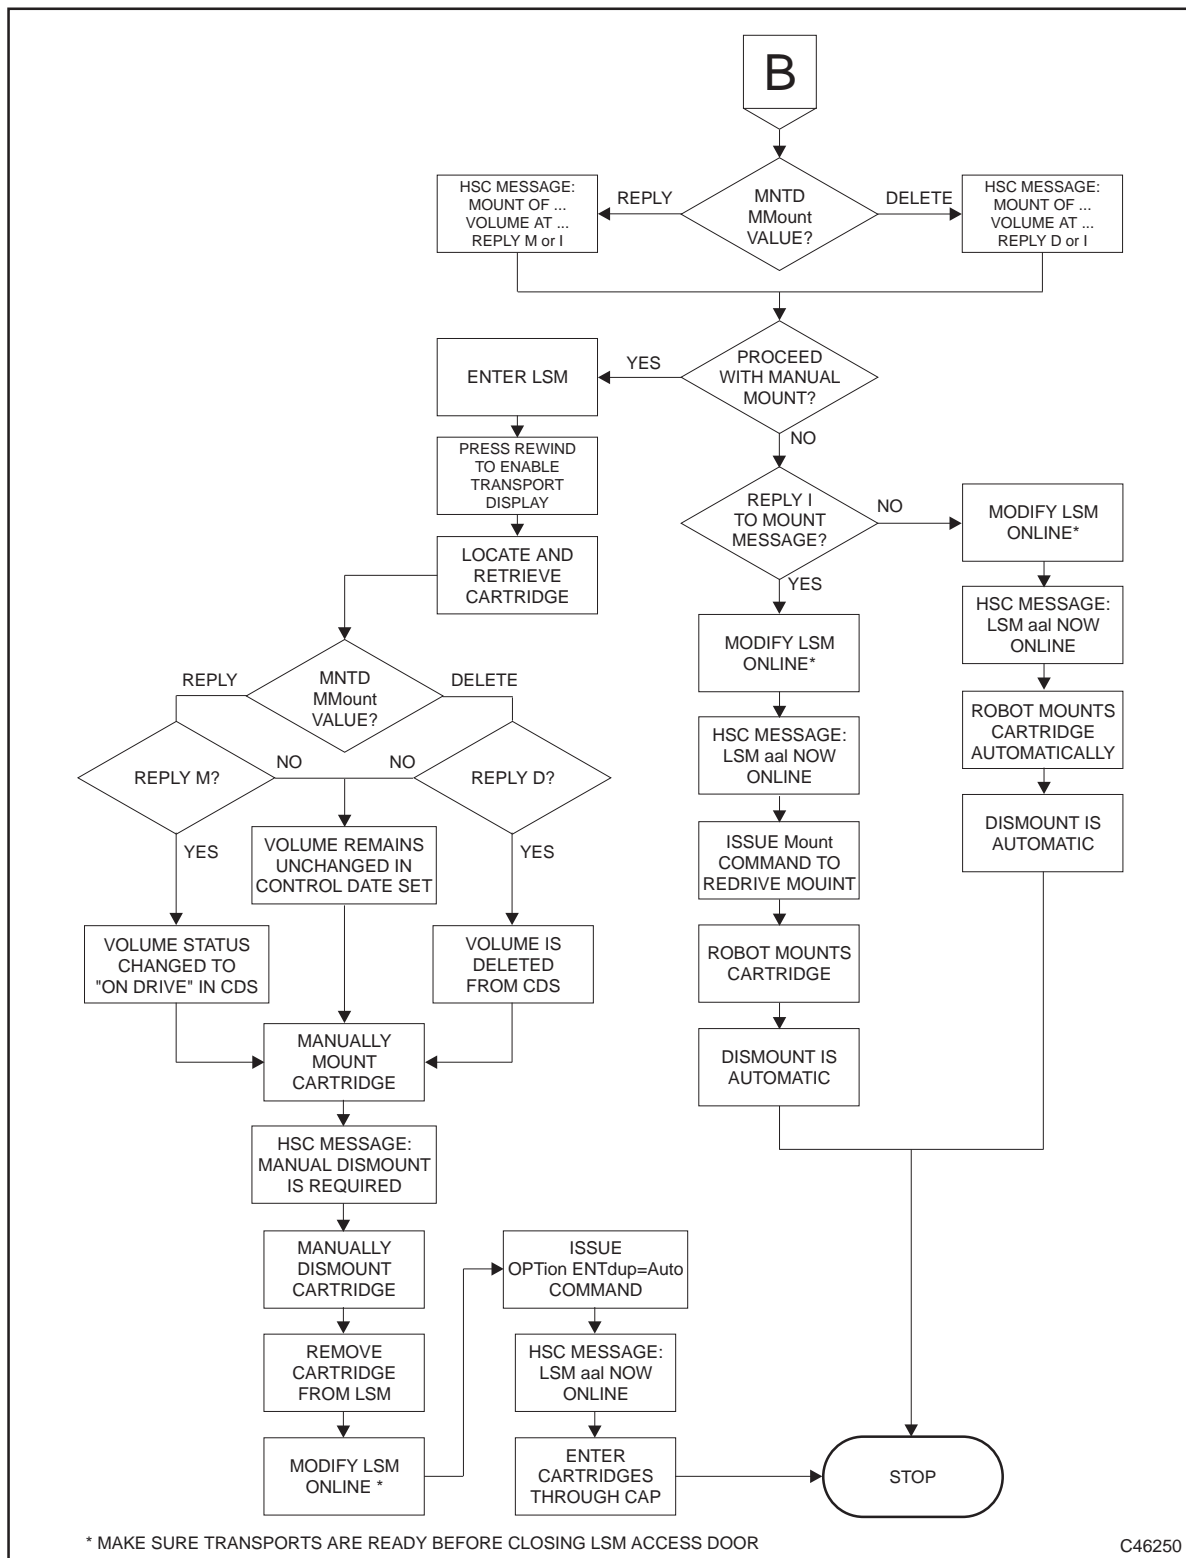 B
MNTD
MMount
VALUE?
REPLY
DELETE
HSC MESSAGE:
MOUNT OF ...
VOLUME AT ...
REPLY M or I
HSC MESSAGE:
MOUNT OF ...
VOLUME AT ...
REPLY D or I
PROCEED
WITH MANUAL
MOUNT?
YES
NO
ENTER LSM
PRESS REWIND
TO ENABLE
TRANSPORT
DISPLAY
LOCATE AND
RETRIEVE
CARTRIDGE
REPLY I
TO MOUNT
MESSAGE?
NO
YES
MODIFY LSM
ONLINE*
HSC MESSAGE:
LSM aal NOW
ONLINE
ROBOT MOUNTS
CARTRIDGE
AUTOMATICALLY
DISMOUNT IS
AUTOMATIC
MODIFY LSM
ONLINE*
HSC MESSAGE:
LSM aal NOW
ONLINE
ISSUE Mount
COMMAND TO
REDRIVE MOUINT
ROBOT MOUNTS
CARTRIDGE
DISMOUNT IS
AUTOMATIC
MNTD
MMount
VALUE?
REPLY
DELETE
REPLY M?
NO
NO
REPLY D?
YES
YES
VOLUME REMAINS
UNCHANGED IN
CONTROL DATE SET
VOLUME STATUS
CHANGED TO
"ON DRIVE" IN CDS
VOLUME IS
DELETED
FROM CDS
MANUALLY
MOUNT
CARTRIDGE
HSC MESSAGE:
MANUAL DISMOUNT
IS REQUIRED
MANUALLY
DISMOUNT
CARTRIDGE
REMOVE
CARTRIDGE
FROM LSM
MODIFY LSM
ONLINE *
ISSUE
OPTion ENTdup=Auto
COMMAND
HSC MESSAGE:
LSM aal NOW
ONLINE
ENTER
CARTRIDGES
THROUGH CAP
STOP
* MAKE SURE TRANSPORTS ARE READY BEFORE CLOSING LSM ACCESS DOOR
C46250